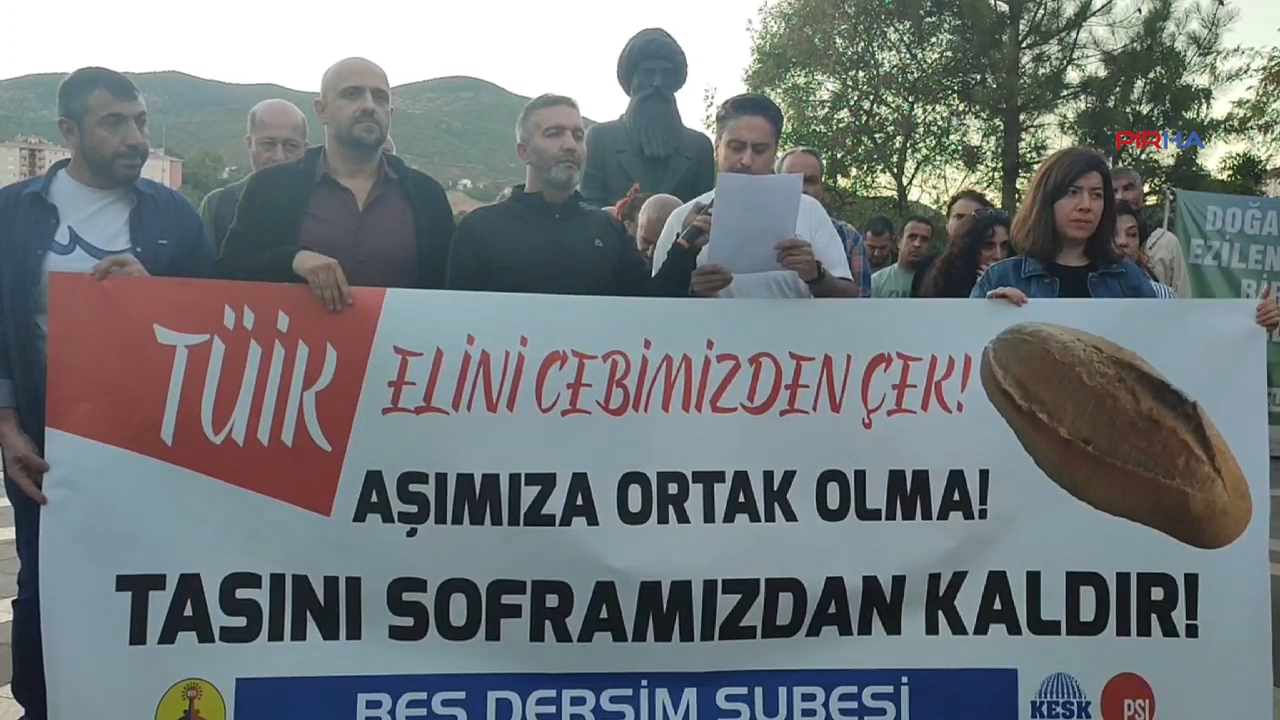 PIRHA
DOĞA
EZİLEN
TÜİK ELİNİ CEBİMİZDEN ÇEK!
AŞIMIZA ORTAK OLMA!
TASINI SOFRAMIZDAN KALDIR!
BES DERSİM ŞUBESİ
KESK
PSI